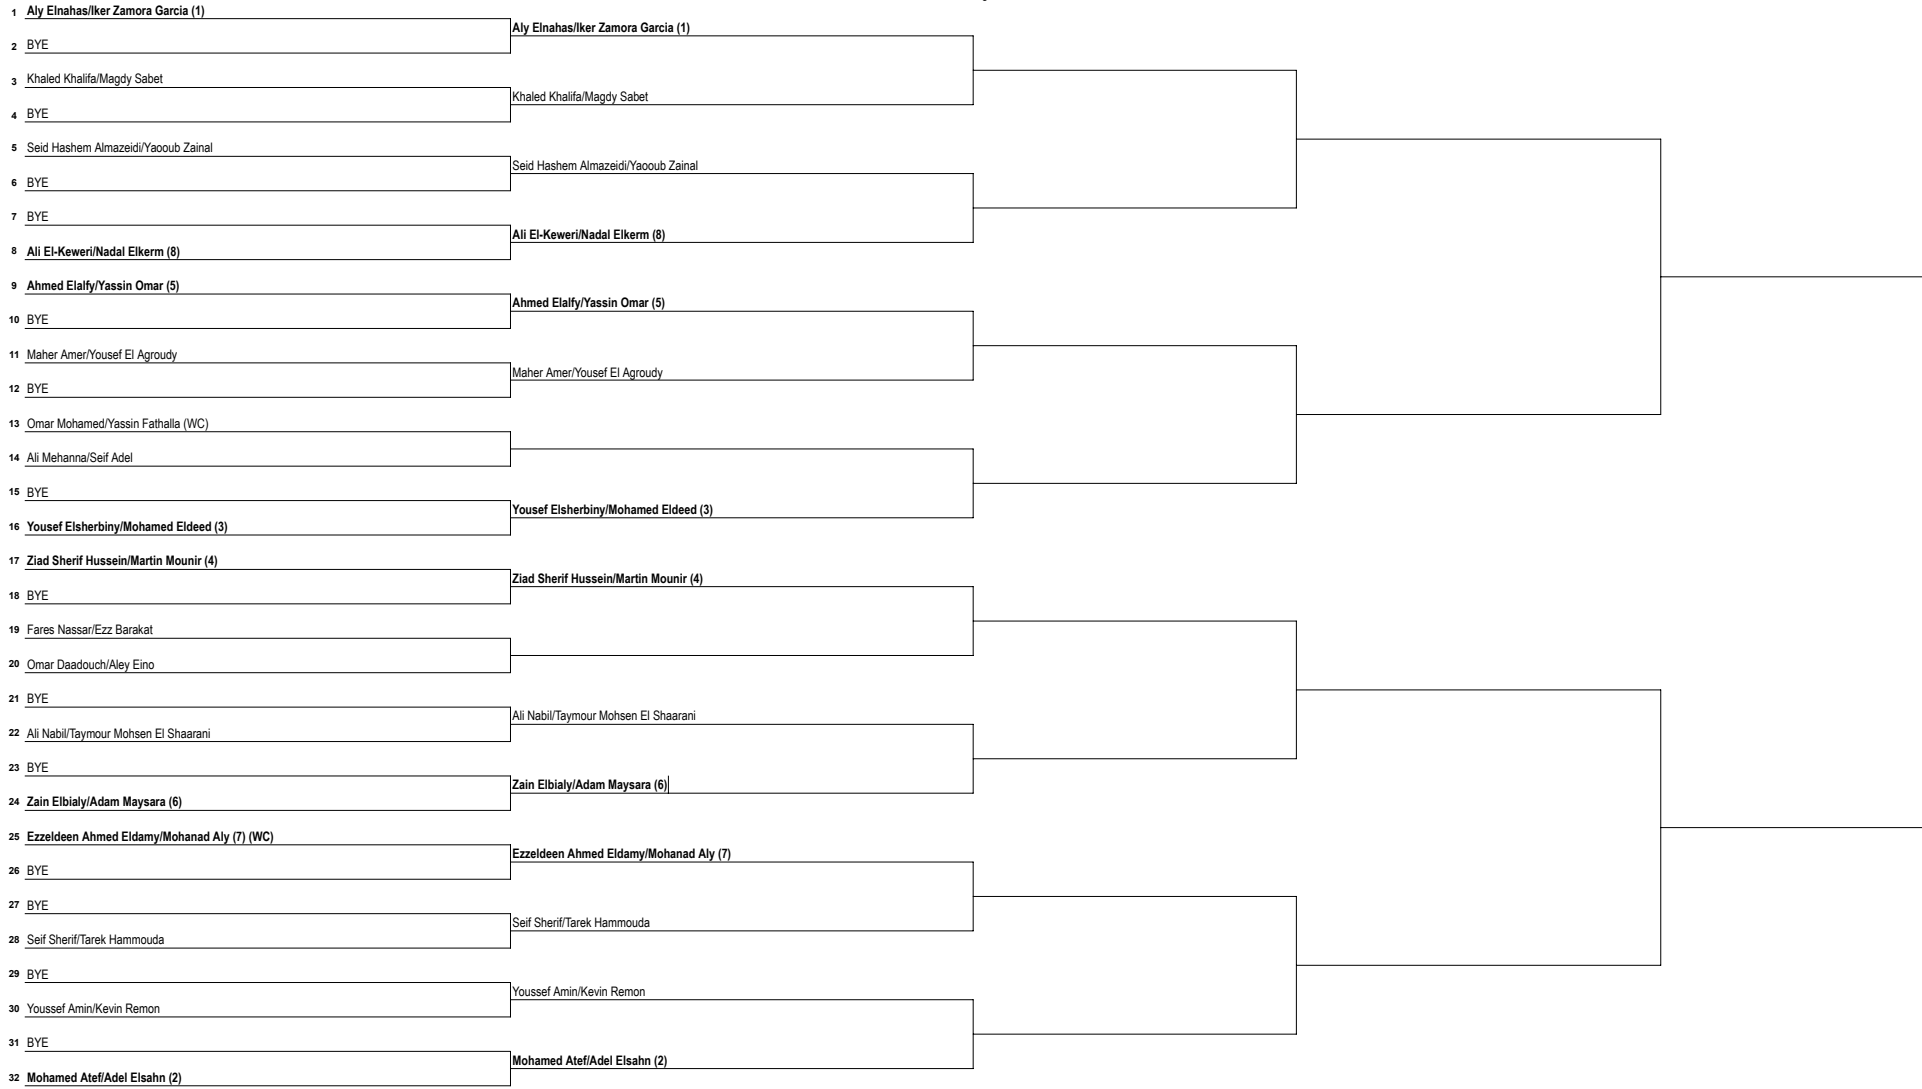 1 Aly Elnahas/Iker Zamora Garcia (1)
Aly Elnahas/Iker Zamora Garcia (1)
2 BYE
3 Khaled Khalifa/Magdy Sabet
Khaled Khalifa/Magdy Sabet
4 BYE
5 Seid Hashem Almazeidi/Yaooub Zainal
Seid Hashem Almazeidi/Yaooub Zainal
6 BYE
7 BYE
Ali El-Keweri/Nadal Elkerm (8)
8 Ali El-Keweri/Nadal Elkerm (8)
9 Ahmed Elalfy/Yassin Omar (5)
Ahmed Elalfy/Yassin Omar (5)
10 BYE
11 Maher Amer/Yousef El Agroudy
Maher Amer/Yousef El Agroudy
12 BYE
13 Omar Mohamed/Yassin Fathalla (WC)
14 Ali Mehanna/Seif Adel
15 BYE
Yousef Elsherbiny/Mohamed Eldeed (3)
16 Yousef Elsherbiny/Mohamed Eldeed (3)
17 Ziad Sherif Hussein/Martin Mounir (4)
Ziad Sherif Hussein/Martin Mounir (4)
18 BYE
19 Fares Nassar/Ezz Barakat
20 Omar Daadouch/Aley Eino
21 BYE
Ali Nabil/Taymour Mohsen El Shaarani
22 Ali Nabil/Taymour Mohsen El Shaarani
23 BYE
Zain Elbialy/Adam Maysara (6)
24 Zain Elbialy/Adam Maysara (6)
25 Ezzeldeen Ahmed Eldamy/Mohanad Aly (7) (WC)
Ezzeldeen Ahmed Eldamy/Mohanad Aly (7)
26 BYE
27 BYE
Seif Sherif/Tarek Hammouda
28 Seif Sherif/Tarek Hammouda
29 BYE
Youssef Amin/Kevin Remon
30 Youssef Amin/Kevin Remon
31 BYE
Mohamed Atef/Adel Elsahn (2)
32 Mohamed Atef/Adel Elsahn (2)